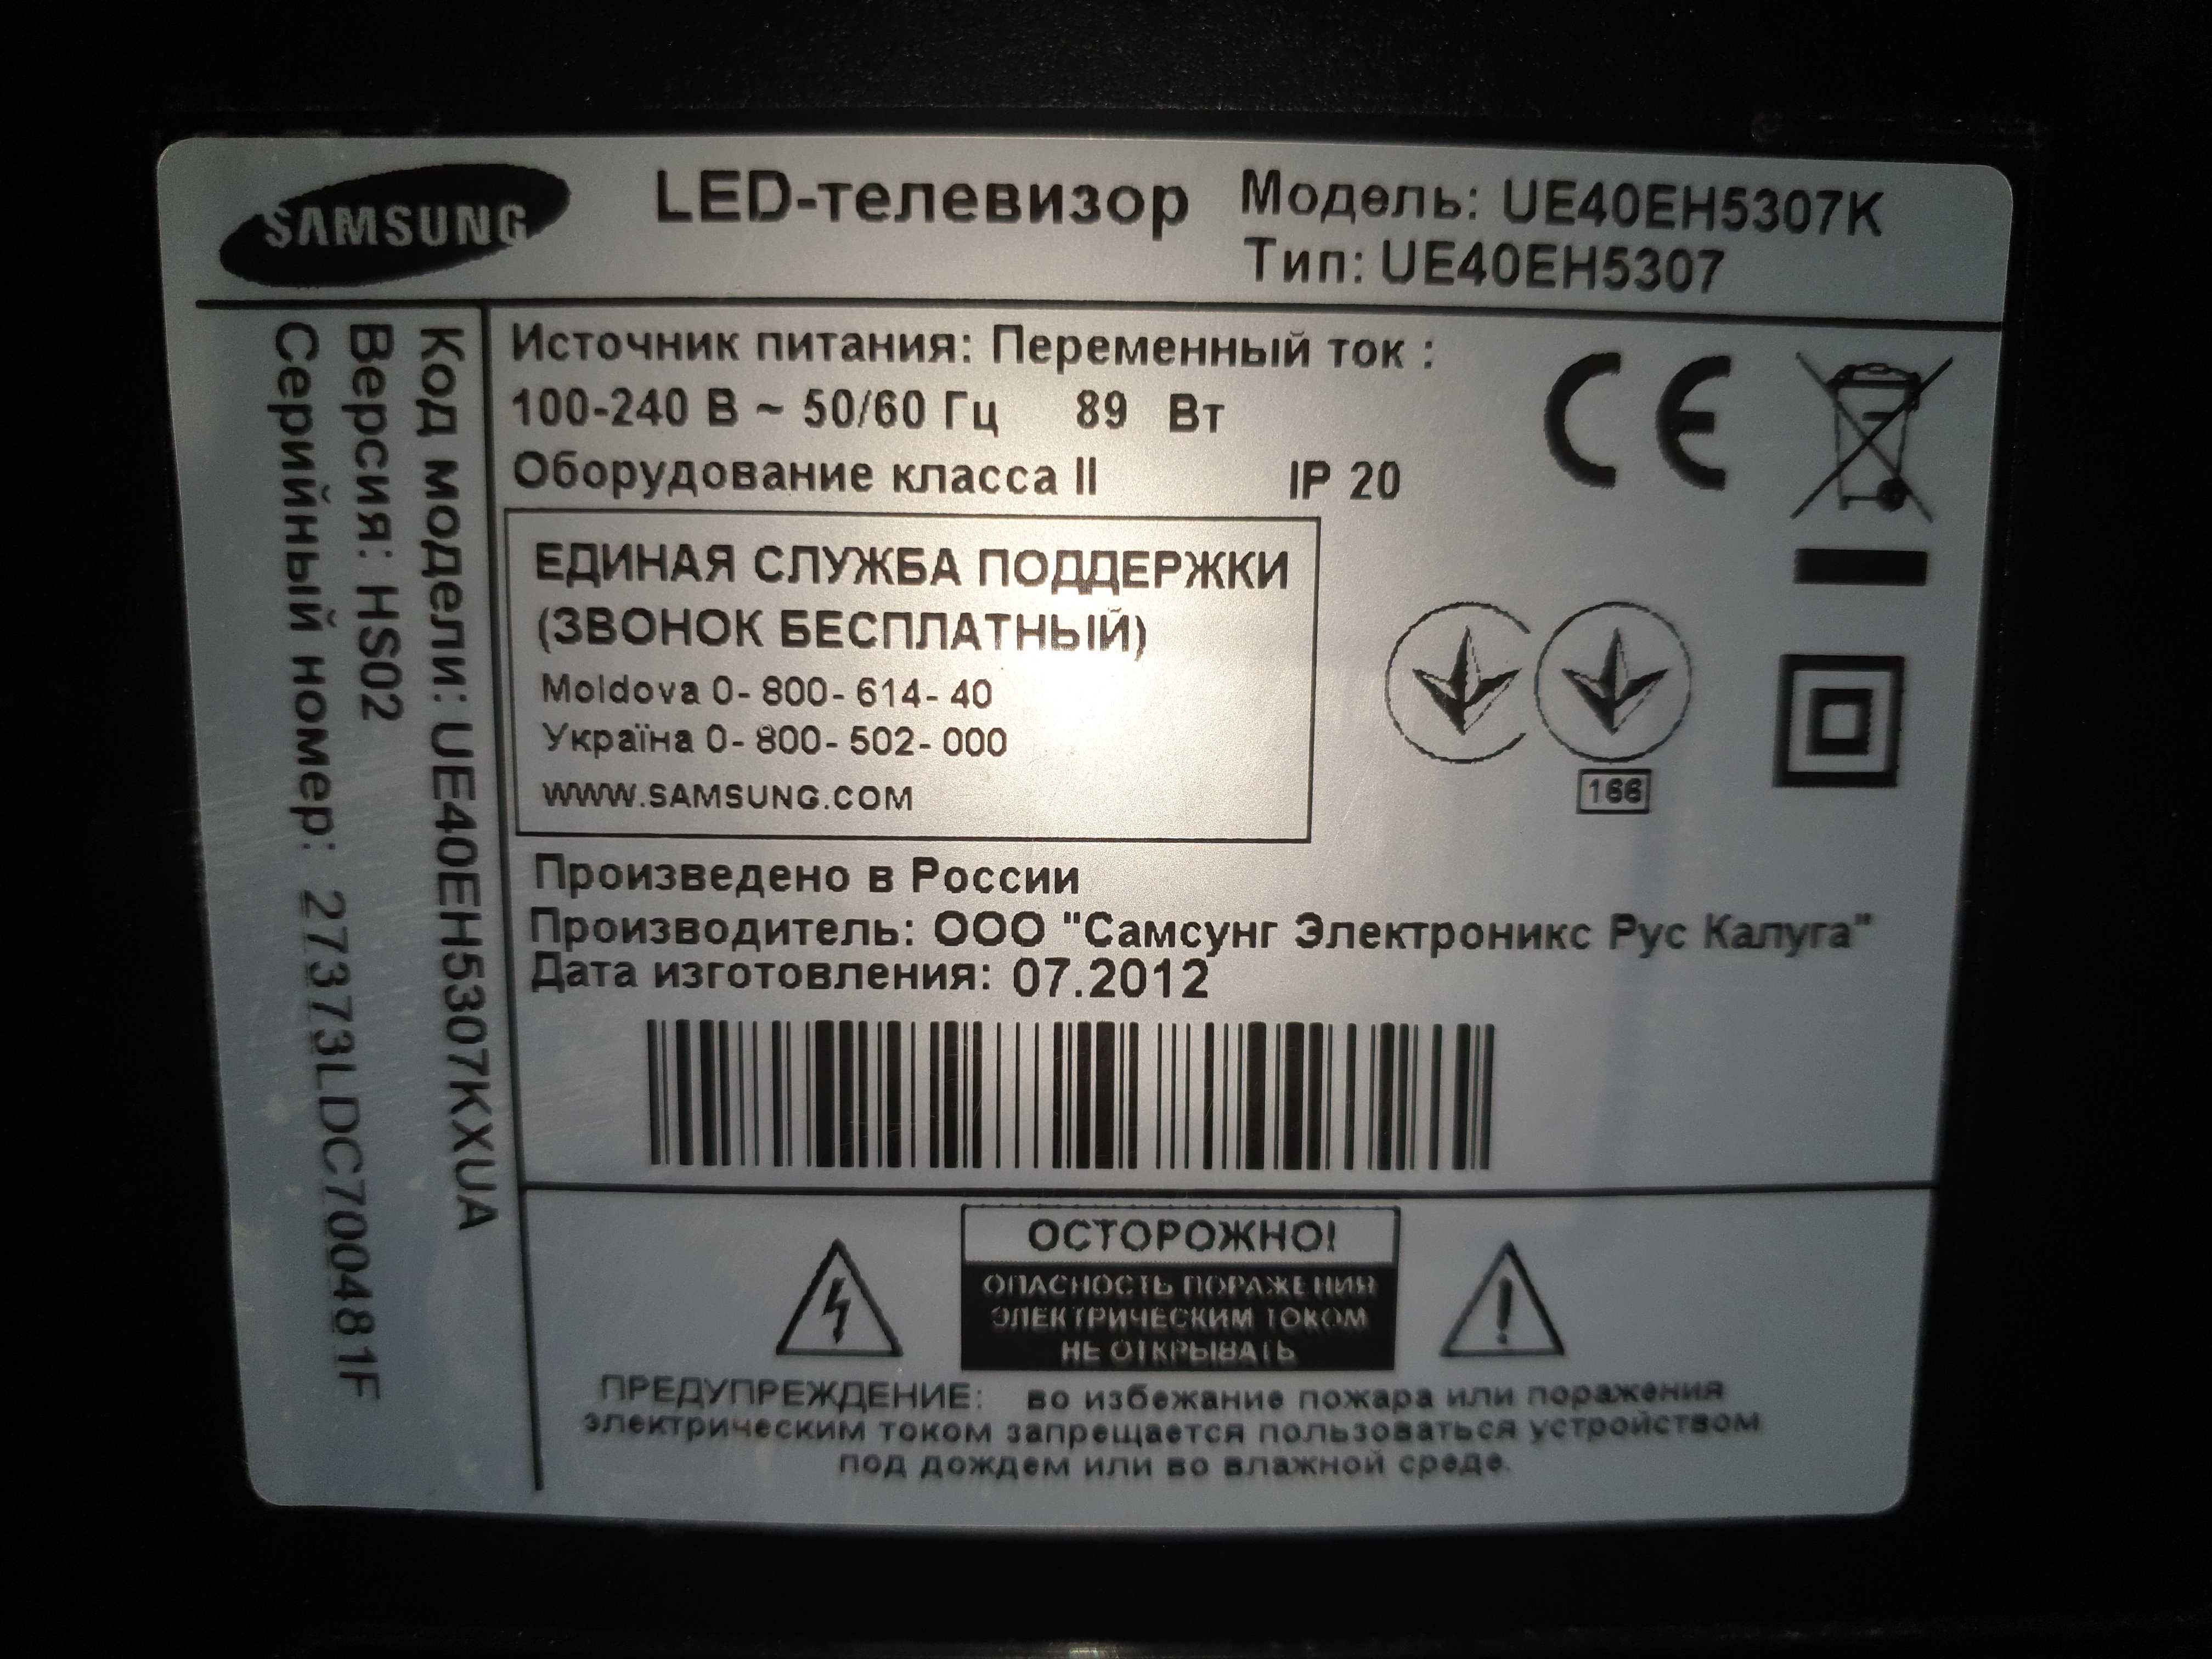 SAMSUNG
LED-телевизор
Модель: UE40EH5307K
Тип: UE40EH5307
Код модели: UE40EH5307KXUA
Версия: HS02
Серийный номер: 27373LDC700481F
Источник питания: Переменный ток :
100-240 В ~ 50/60 Гц 89 Вт
Оборудование класса II IP 20
CE
ЕДИНАЯ СЛУЖБА ПОДДЕРЖКИ
(ЗВОНОК БЕСПЛАТНЫЙ)
Moldova 0- 800- 614- 40
Україна 0- 800- 502- 000
WWW.SAMSUNG.COM
166
Произведено в России
Производитель: ООО "Самсунг Электроникс Рус Калуга"
Дата изготовления: 07.2012
ОСТОРОЖНО!
ОПАСНОСТЬ ПОРАЖЕНИЯ
ЭЛЕКТРИЧЕСКИМ ТОКОМ
НЕ ОТКРЫВАТЬ
ПРЕДУПРЕЖДЕНИЕ: во избежание пожара или поражения
электрическим током запрещается пользоваться устройством
под дождем или во влажной среде.